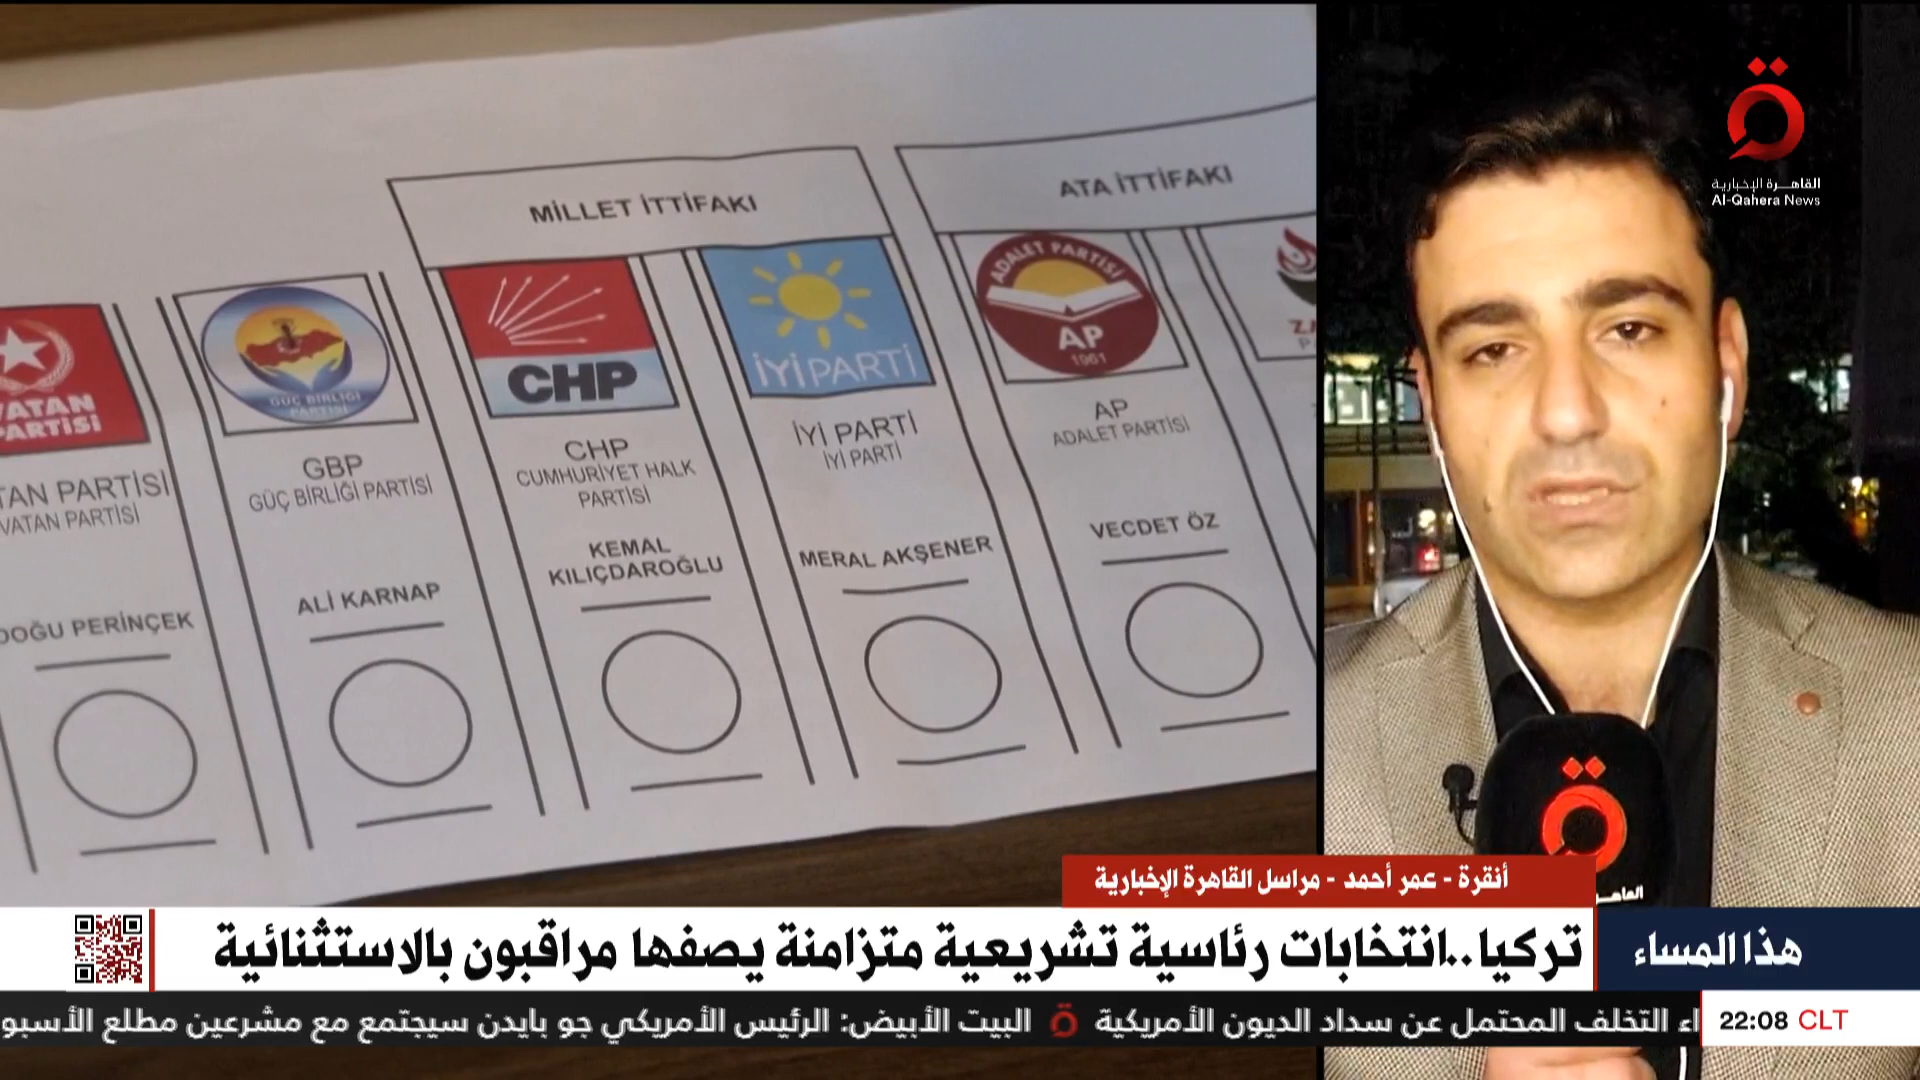 MİLLET İTTİFAKI
ATA İTTİFAKI
VATAN
PARTİSİ
GÜÇ BİRLİĞİ
PARTİSİ
CHP
İYİ PARTİ
ADALET PARTİSİ
AP
1961
TAN PARTİSİ
VATAN PARTİSİ
DOĞU PERİNÇEK
GBP
GÜÇ BİRLİĞİ PARTİSİ
ALİ KARNAP
CHP
CUMHURİYET HALK
PARTİSİ
KEMAL
KILIÇDAROĞLU
İYİ PARTİ
İYİ PARTİ
MERAL AKŞENER
AP
ADALET PARTİSİ
VECDET ÖZ
ZA
القاهرة الإخبارية
Al-Qahera News
أنقرة - عمر أحمد - مراسل القاهرة الإخبارية
هذا المساء
تركيا..انتخابات رئاسية تشريعية متزامنة يصفها مراقبون بالاستثنائية
اء التخلف المحتمل عن سداد الديون الأمريكية
البيت الأبيض: الرئيس الأمريكي جو بايدن سيجتمع مع مشرعين مطلع الأسبو
22:08 CLT